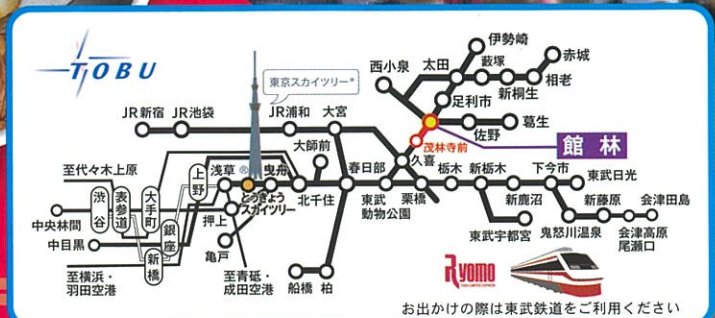 TOBU
東京スカイツリー®
伊勢崎
赤城
太田
藪塚
西小泉
新桐生
相老
足利市
葛生
佐野
館林
茂林寺前
JR新宿
JR池袋
JR浦和
大宮
大師前
久喜
至代々木上原
浅草
曳舟
春日部
栃木
新栃木
下今市
東武日光
上野
とうきょう
スカイツリー
北千住
東武
動物公園
栗橋
新鹿沼
新藤原
会津田島
渋谷
表参道
大手町
銀座
新橋
押上
中央林間
中目黒
亀戸
東武宇都宮
鬼怒川温泉
会津高原
尾瀬口
至横浜・
羽田空港
至青砥・
成田空港
船橋
柏
Ryomo
お出かけの際は東武鉄道をご利用ください